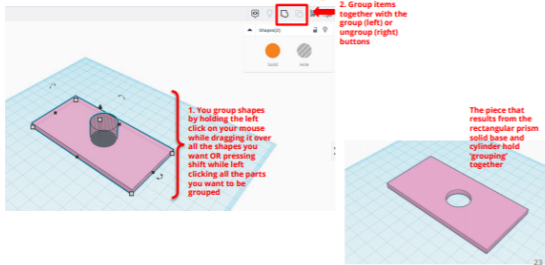 2. Group items
together with the
group (left) or
ungroup (right)
buttons
Shapes(2)
Solid
Hole
1. You group shapes
by holding the left
click on your mouse
while dragging it over
all the shapes you
want OR pressing
shift while left
clicking all the parts
you want to be
grouped
The piece that
results from the
rectangular prism
solid base and
cylinder hold
'grouping'
together
23